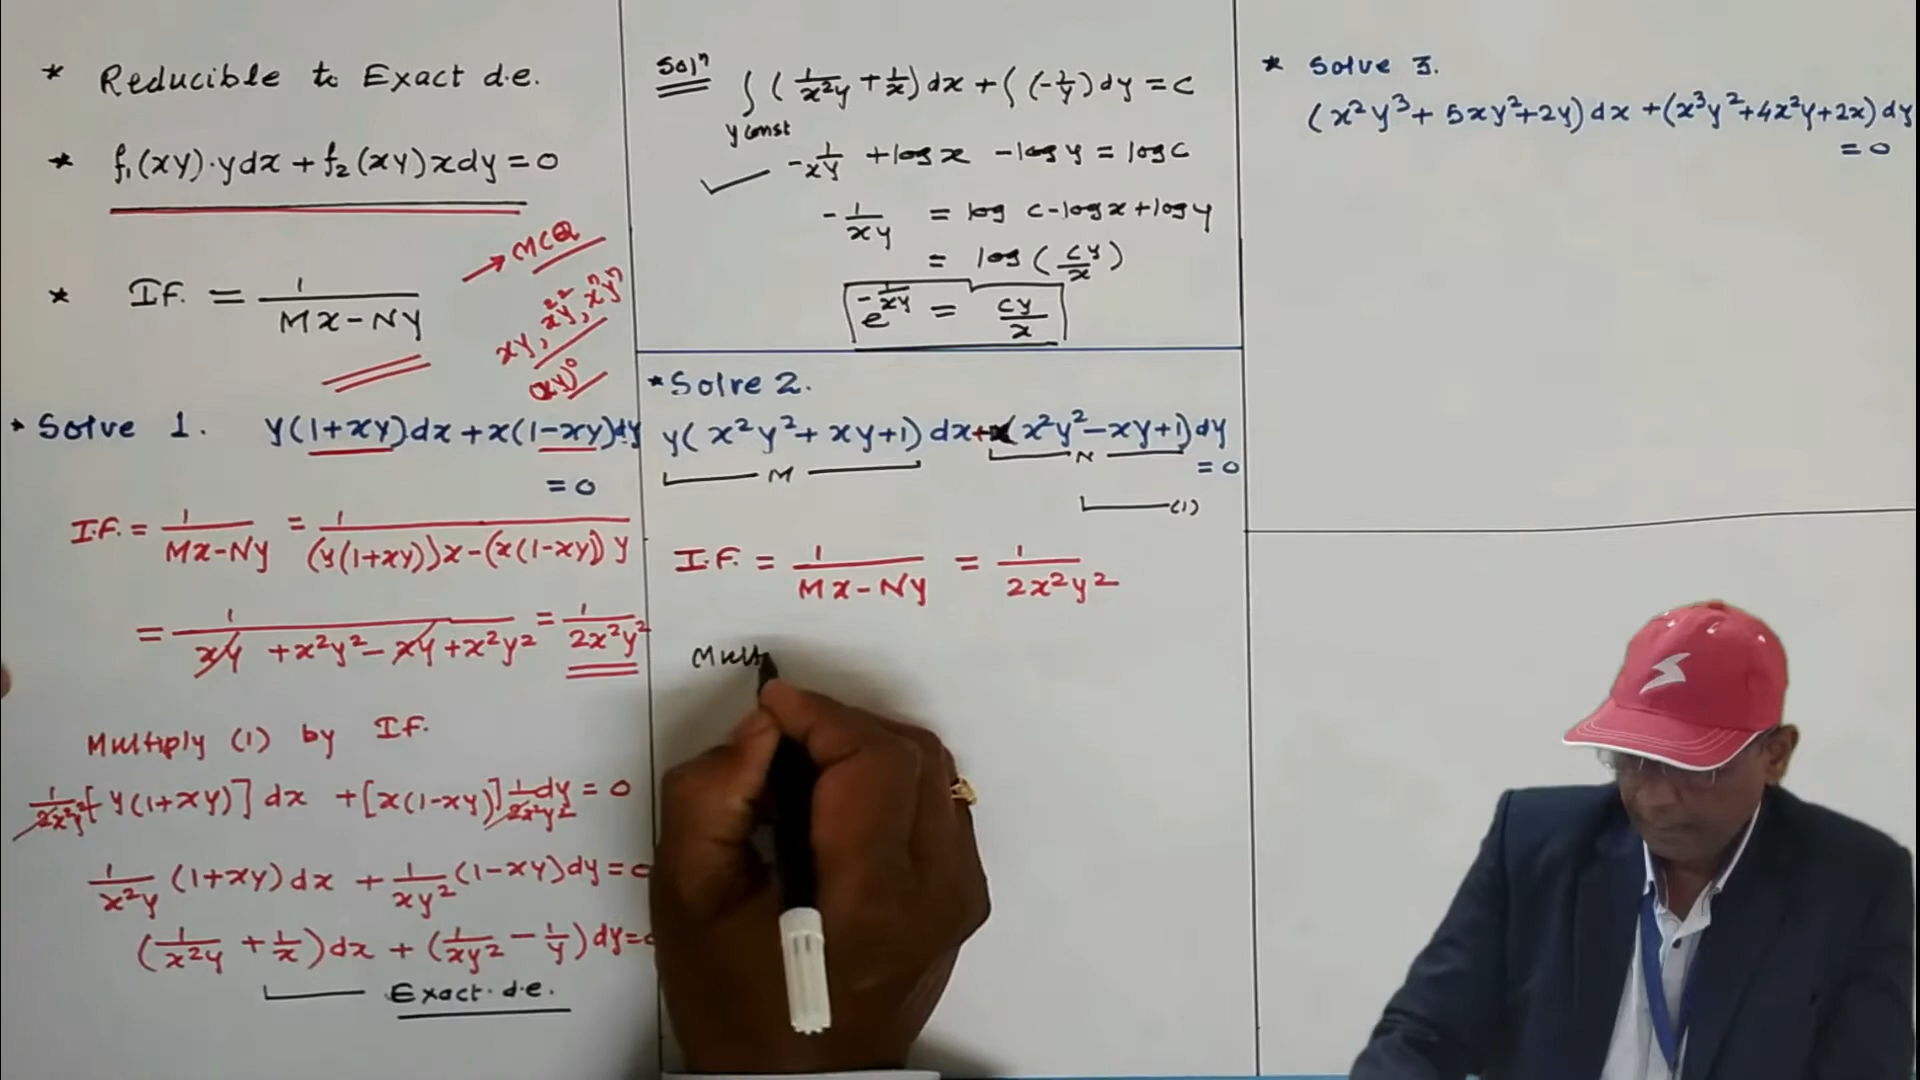 * Reducible to Exact d.e.
* f₁(xy)·ydx + f₂(xy)xdy = 0
→ MCQ
* I.F. = 1/(Mx - Ny)
xy, x²y², xⁿyⁿ
(xy)⁰
* Solve 1. y(1+xy)dx + x(1-xy)dy
= 0
I.F. = 1/(Mx-Ny) = 1/((y(1+xy))x-(x(1-xy))y)
= 1/(xy + x²y² - xy + x²y²) = 1/(2x²y²)
Multiply (1) by I.F.
1/(2x²y²)[y(1+xy)]dx + [x(1-xy)]1/(2x²y²)dy = 0
1/(x²y)(1+xy)dx + 1/(xy²)(1-xy)dy = 0
(1/(x²y) + 1/x)dx + (1/(xy²) - 1/y)dy = 0
Exact d.e.
Solⁿ ∫(1/(x²y) + 1/x)dx + ∫(-1/y)dy = c
y const
-1/(xy) + log x - log y = log c
-1/(xy) = log c - log x + log y
= log(cy/x)
e^(-1/(xy)) = cy/x
* Solve 2.
y(x²y² + xy + 1)dx + x(x²y² - xy + 1)dy
= 0
M N
(1)
I.F. = 1/(Mx - Ny) = 1/(2x²y²)
Mult
* Solve 3.
(x²y³ + 5xy² + 2y)dx + (x³y² + 4x²y + 2x)dy
= 0